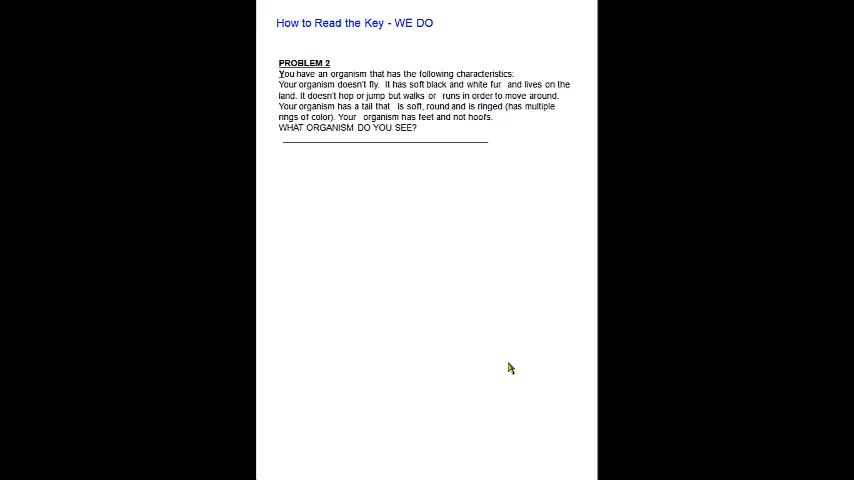 How to Read the Key - WE DO
PROBLEM 2
You have an organism that has the following characteristics:
Your organism doesn't fly. It has soft black and white fur and lives on the
land. It doesn't hop or jump but walks or runs in order to move around.
Your organism has a tail that is soft, round and is ringed (has multiple
rings of color). Your organism has feet and not hoofs.
WHAT ORGANISM DO YOU SEE?